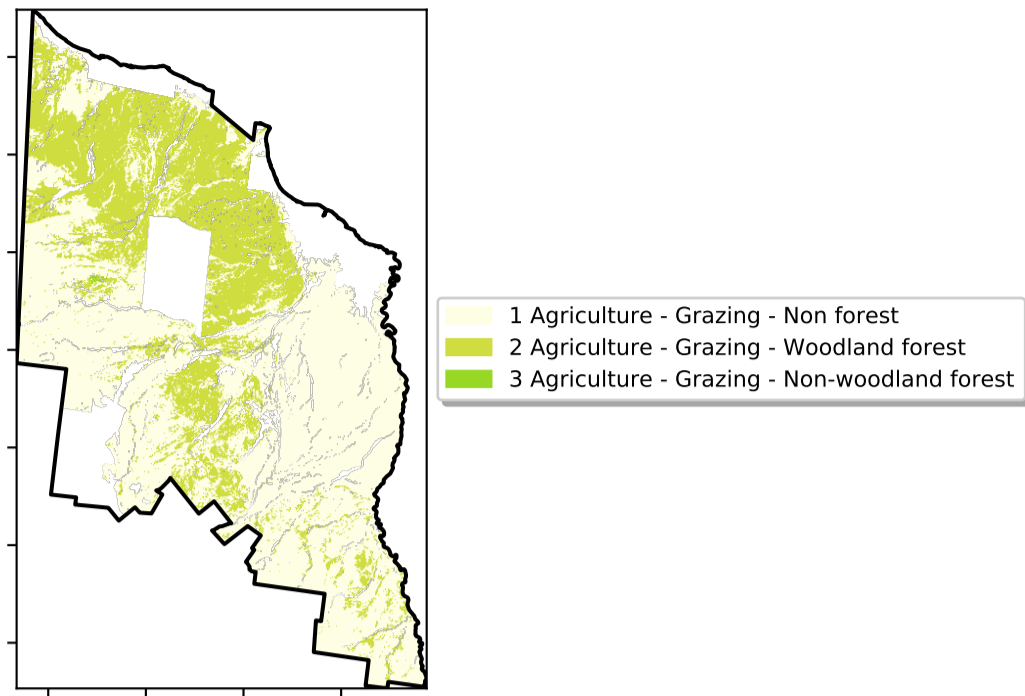 1 Agriculture - Grazing - Non forest
2 Agriculture - Grazing - Woodland forest
3 Agriculture - Grazing - Non-woodland forest